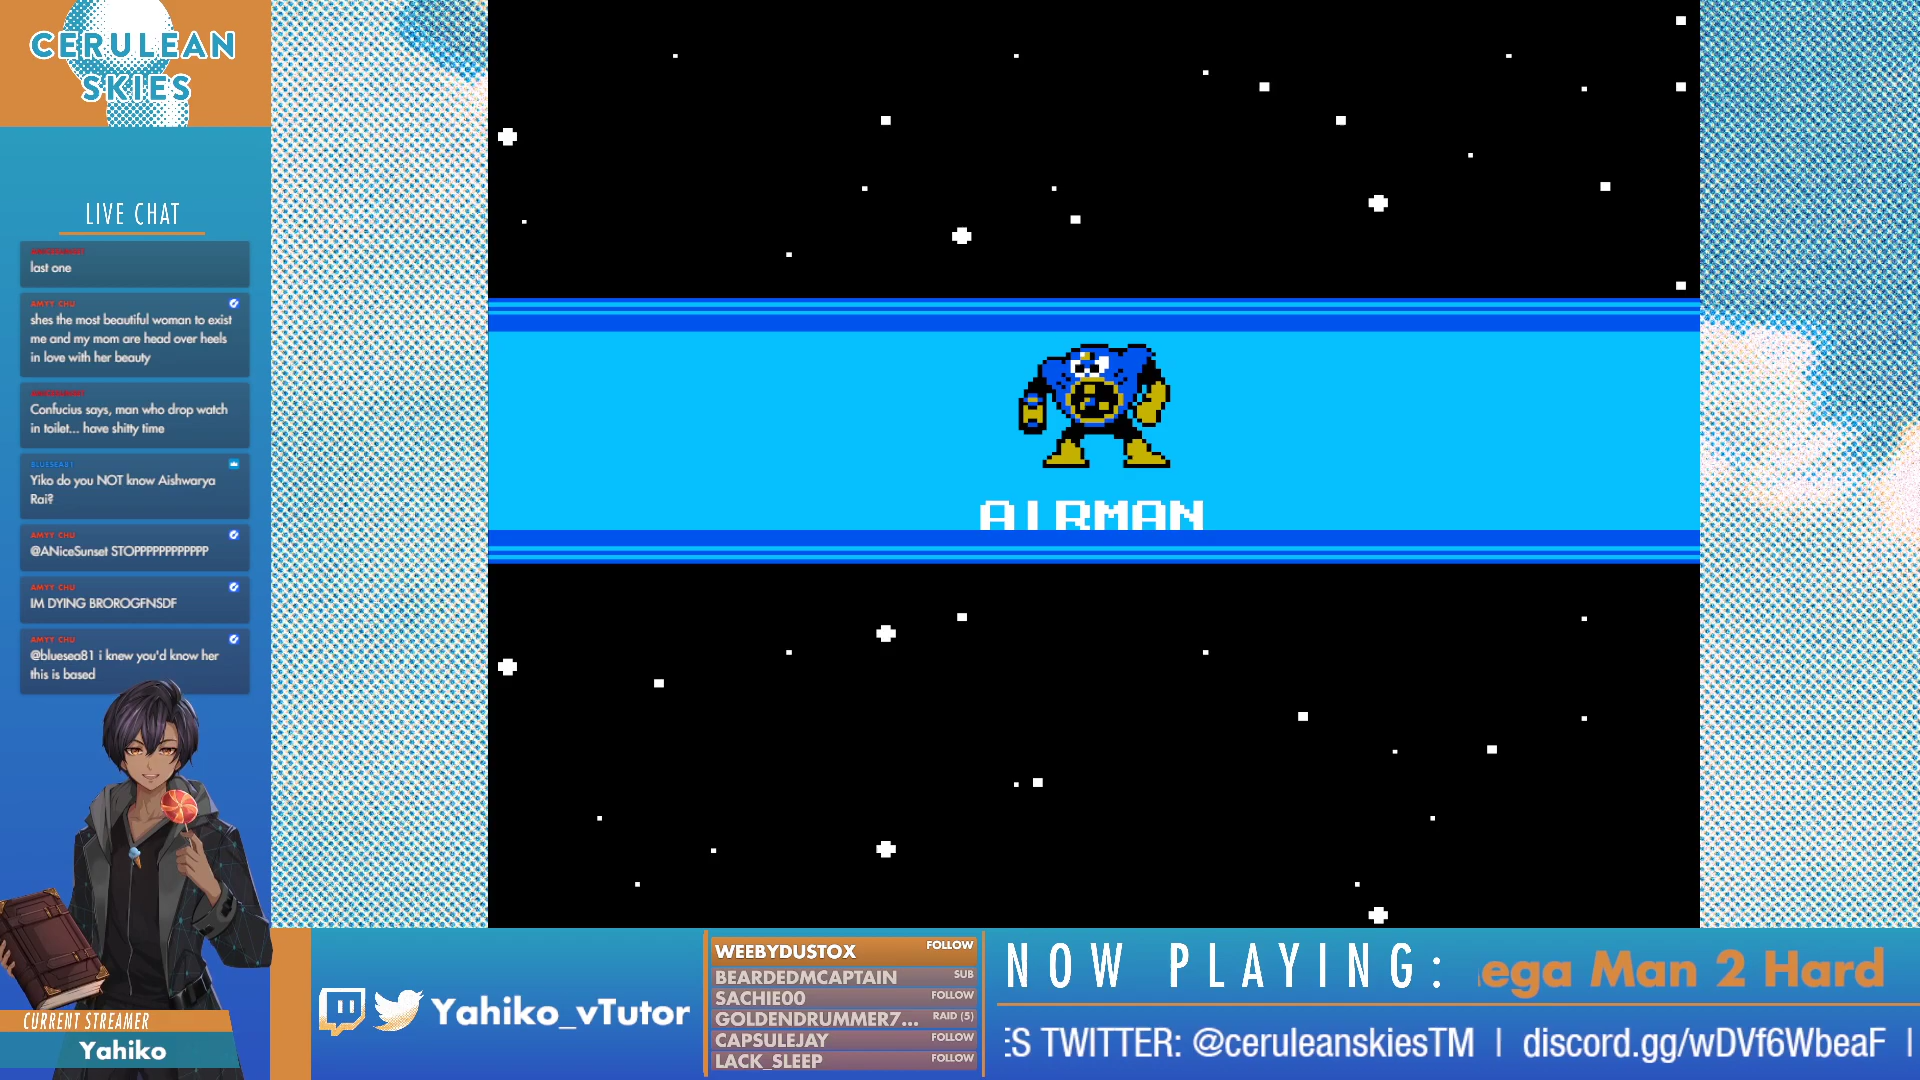 CERULEAN
SKIES
LIVE CHAT
last one
AMYY CHU
shes the most beautiful woman to exist
me and my mom are head over heels
in love with her beauty
Confucius says, man who drop watch
in toilet... have shitty time
BLUESEA81
Yiko do you NOT know Aishwarya
Rai?
AMYY CHU
@ANiceSunset STOPPPPPPPPPPPP
AMYY CHU
IM DYING BROROGFNSDF
AMYY CHU
@bluesea81 i knew you'd know her
this is based
AIRMAN
CURRENT STREAMER
Yahiko
Yahiko_vTutor
WEEBYDUSTOX FOLLOW
BEARDEDMCAPTAIN SUB
SACHIE00 FOLLOW
GOLDENDRUMMER7... RAID (5)
CAPSULEJAY FOLLOW
LACK_SLEEP FOLLOW
NOW PLAYING: ega Man 2 Hard
ES TWITTER: @ceruleanskiesTM | discord.gg/wDVf6WbeaF |